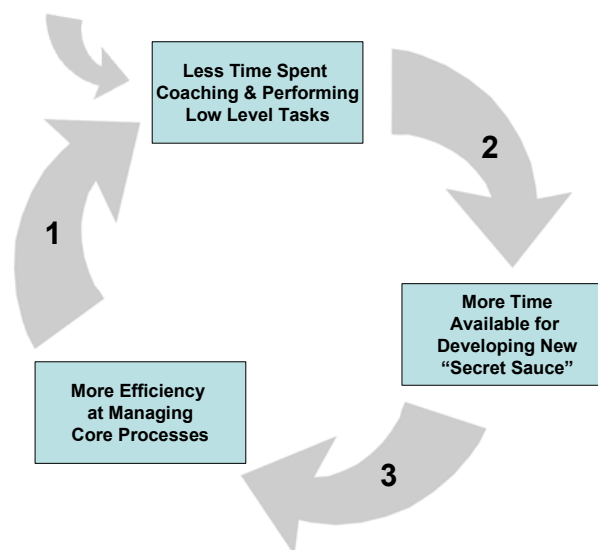 Less Time Spent
Coaching & Performing
Low Level Tasks
2
1
More Time
Available for
Developing New
“Secret Sauce”
More Efficiency
at Managing
Core Processes
3